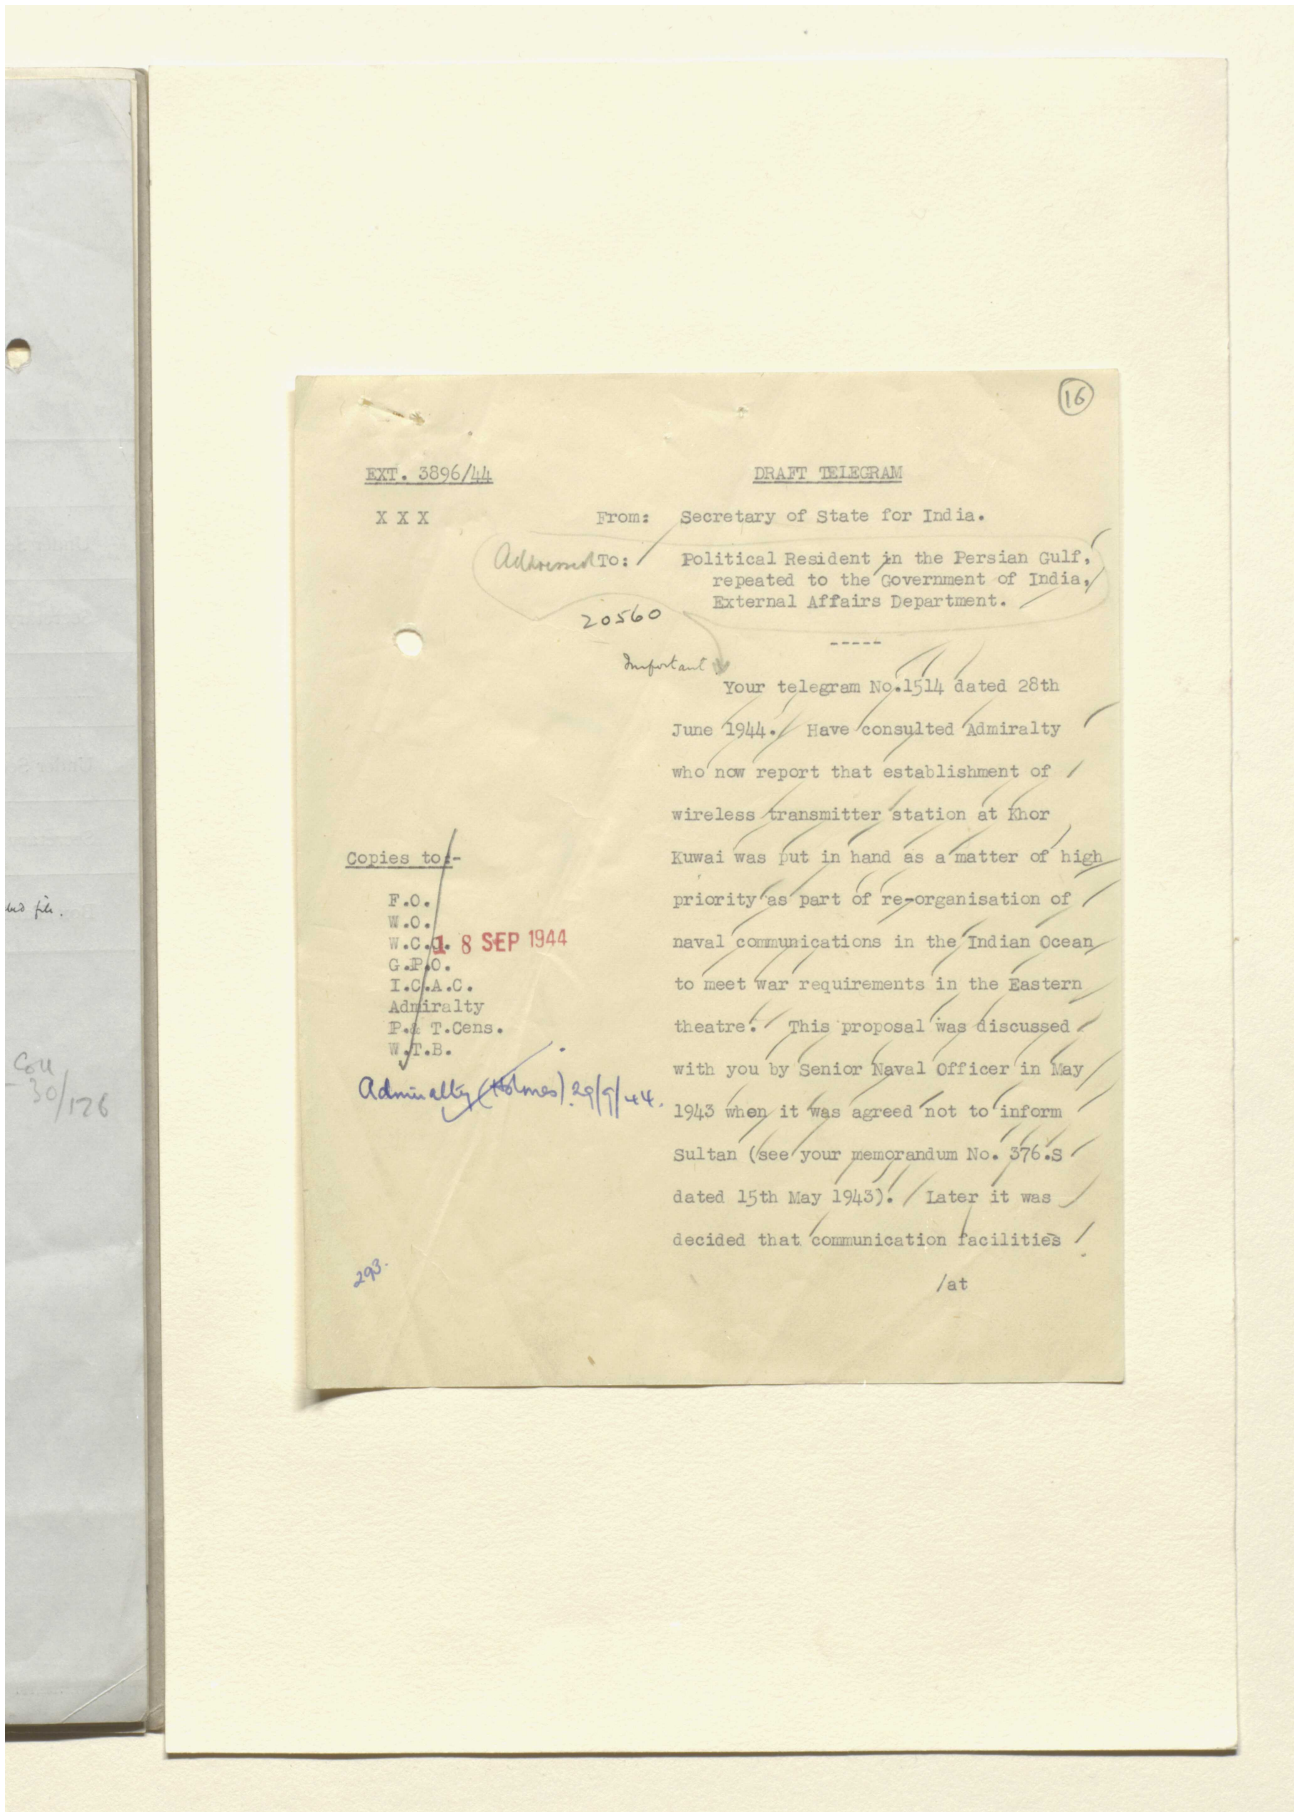 16
EXT. 3896/44
DRAFT TELEGRAM
X X X
From: Secretary of State for India.
Addressed To: Political Resident in the Persian Gulf,
repeated to the Government of India,
External Affairs Department.
20560
-----
Important
Your telegram No.1514 dated 28th
June 1944. Have consulted Admiralty
who now report that establishment of
wireless transmitter station at Khor
Kuwai was put in hand as a matter of high
priority as part of re-organisation of
naval communications in the Indian Ocean
to meet war requirements in the Eastern
theatre. This proposal was discussed
with you by Senior Naval Officer in May
1943 when it was agreed not to inform
Sultan (see your memorandum No. 376.S
dated 15th May 1943). Later it was
decided that communication facilities
/at
Copies to:-
F.O.
W.O.
W.C.O.
18 SEP 1944
G.P.O.
I.C.A.C.
Admiralty
P.& T.Cens.
W.T.B.
Admiralty (Holmes). 29/9/44.
293.
file.
Coll
30/126